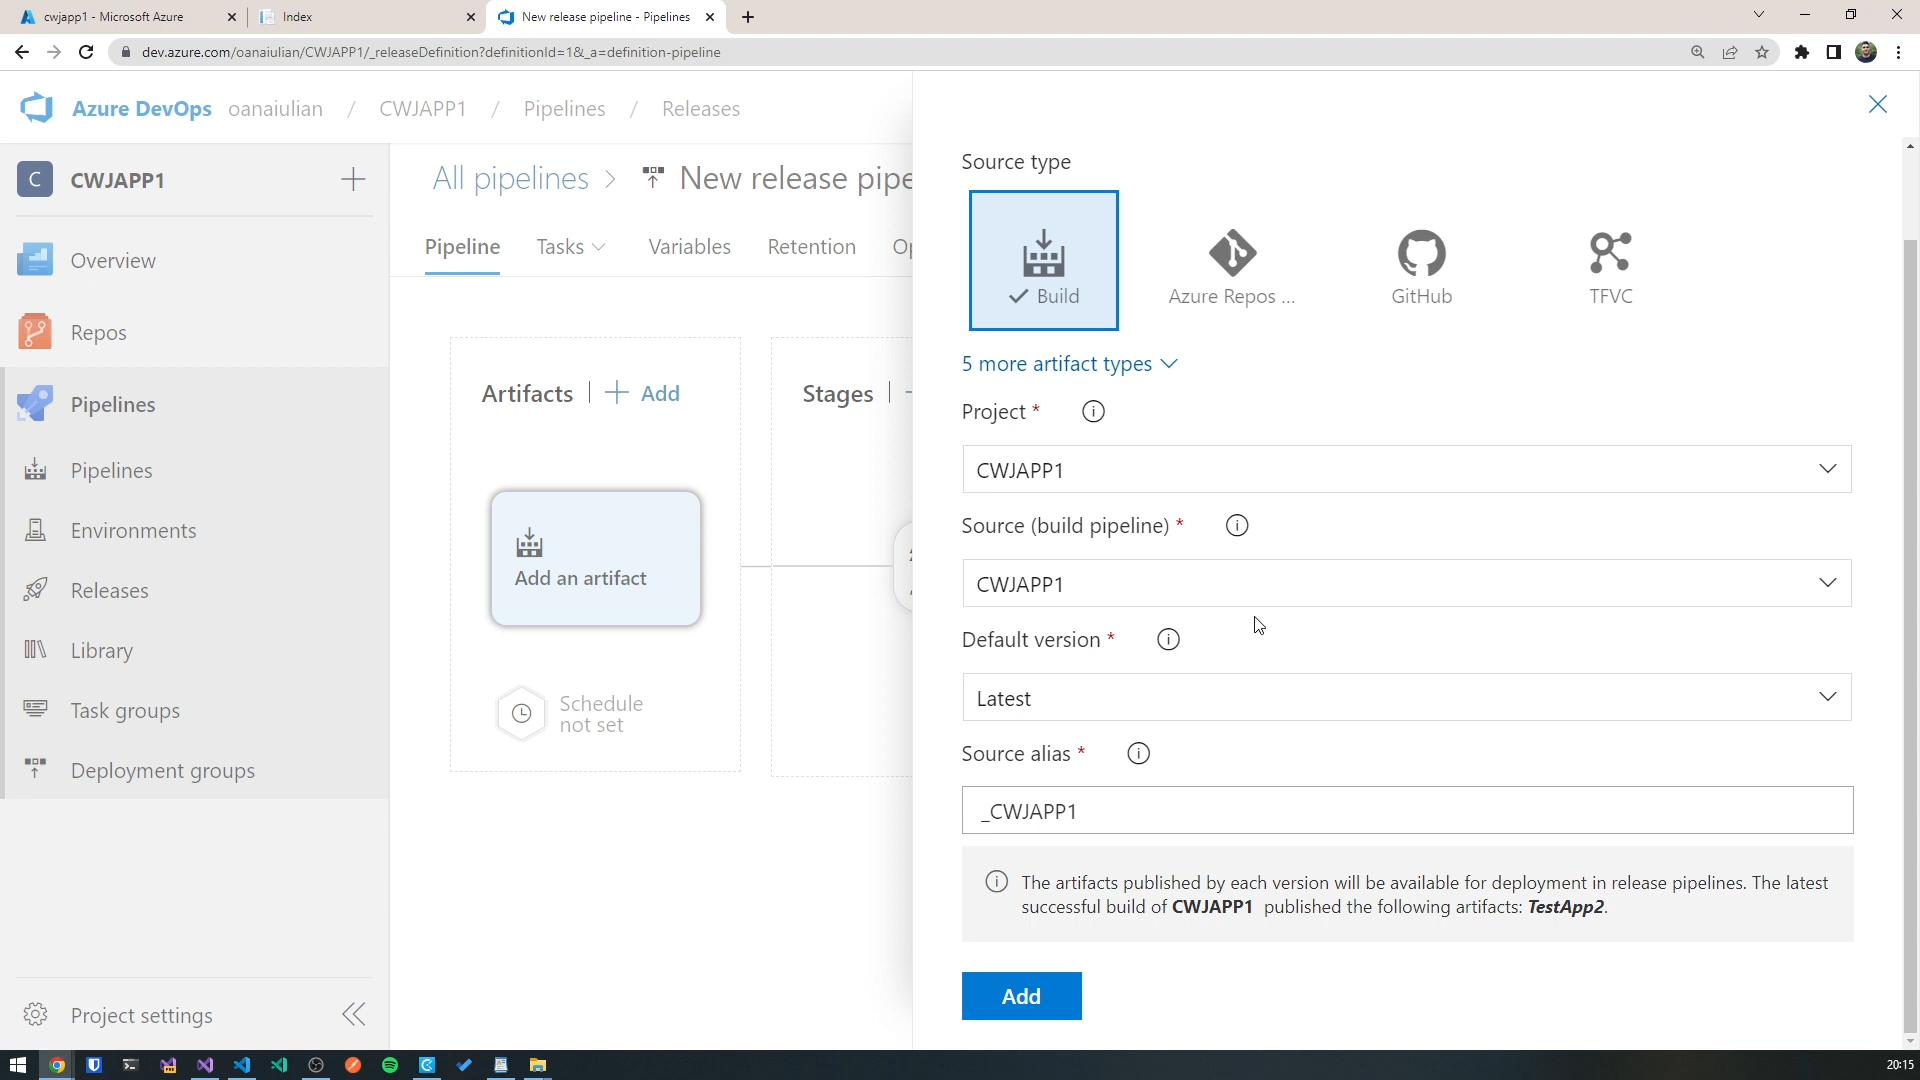 cwjapp1 - Microsoft Azure
Index
New release pipeline - Pipelines
dev.azure.com/oanaiulian/CWJAPP1/_releaseDefinition?definitionId=1&_a=definition-pipeline
Azure DevOps oanaiulian / CWJAPP1 / Pipelines / Releases
C CWJAPP1
Overview
Repos
Pipelines
Pipelines
Environments
Releases
Library
Task groups
Deployment groups
Project settings
All pipelines > New release pipe
Pipeline Tasks Variables Retention Op
Artifacts | Add
Stages |
Add an artifact
Schedule
not set
Source type
Build
Azure Repos ...
GitHub
TFVC
5 more artifact types
Project *
CWJAPP1
Source (build pipeline) *
CWJAPP1
Default version *
Latest
Source alias *
_CWJAPP1
The artifacts published by each version will be available for deployment in release pipelines. The latest
successful build of CWJAPP1 published the following artifacts: TestApp2.
Add
20:15